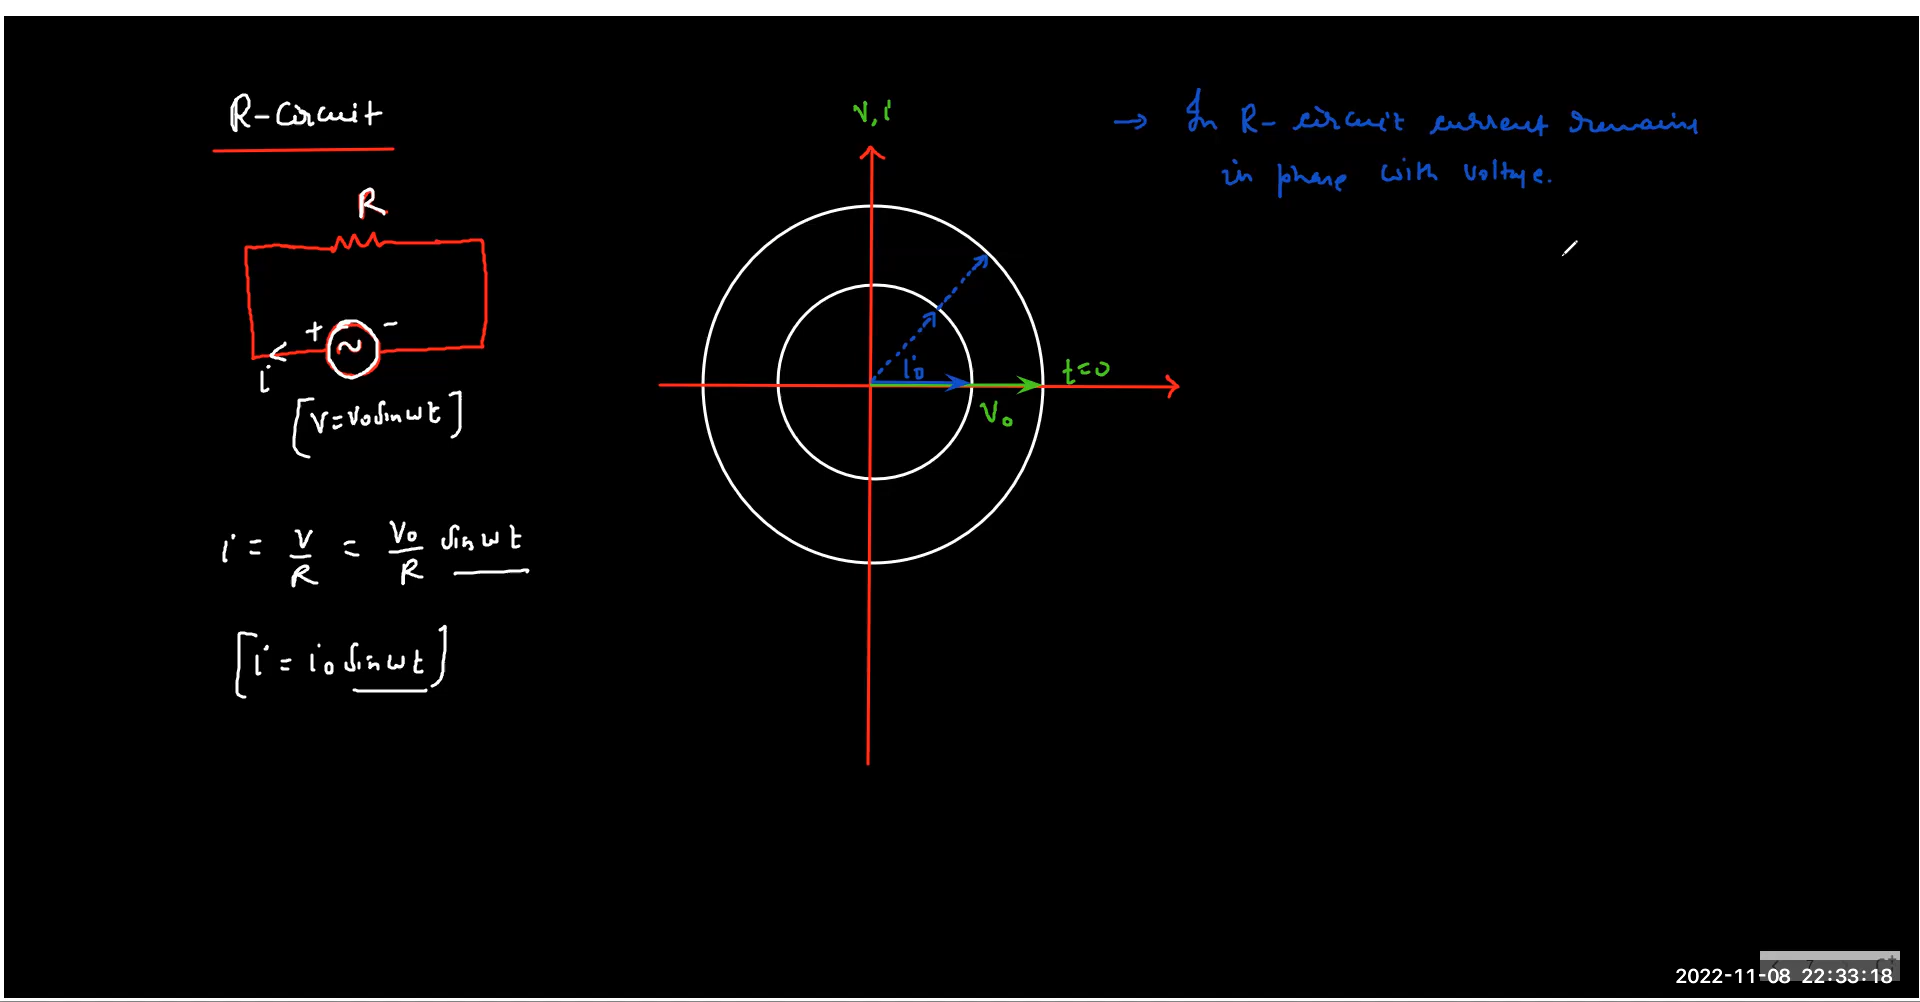 R-Circuit
R
+ ~ -
i
[V=V₀sinωt]
i = V/R = V₀/R sinωt
[i = i₀ sinωt]
V, i
i₀
t=0
V₀
→ In R- circuit current remains
in phase with voltage.
2022-11-08 22:33:18